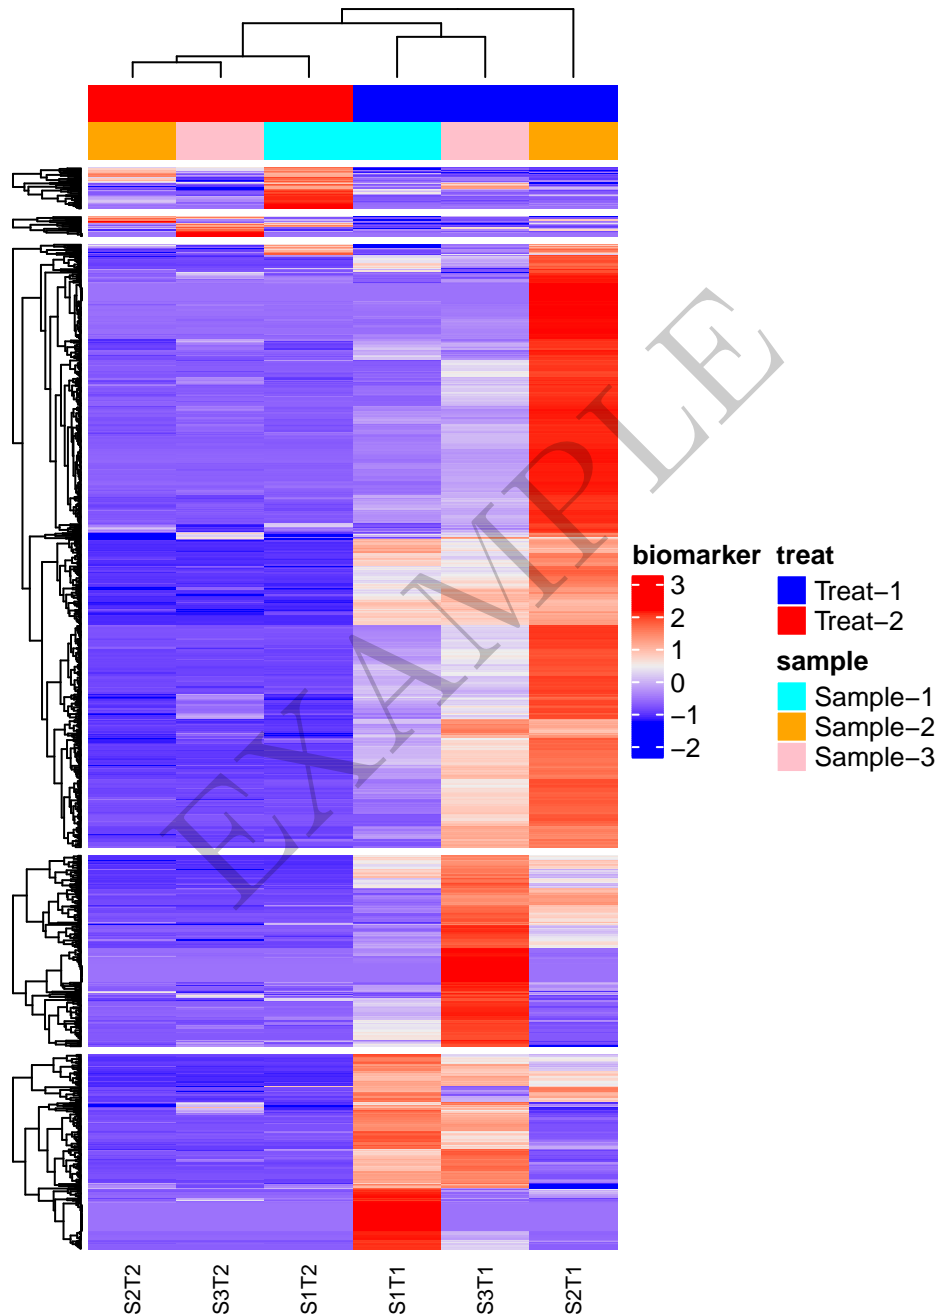 EXAMPLE
biomarker
3
2
1
0
−1
−2
treat
Treat−1
Treat−2
sample
Sample−1
Sample−2
Sample−3
S2T2
S3T2
S1T2
S1T1
S3T1
S2T1